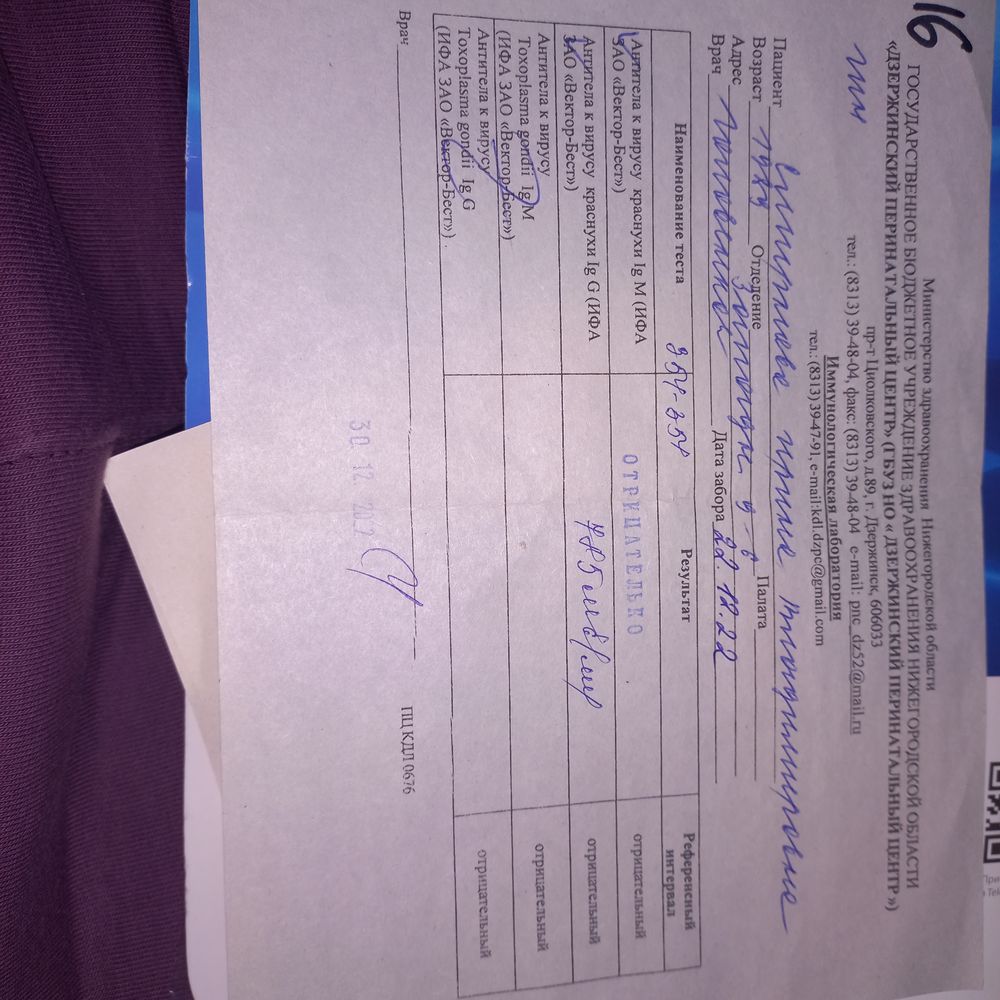 16
Министерство здравоохранения Нижегородской области
ГОСУДАРСТВЕННОЕ БЮДЖЕТНОЕ УЧРЕЖДЕНИЕ ЗДРАВООХРАНЕНИЯ НИЖЕГОРОДСКОЙ ОБЛАСТИ
«ДЗЕРЖИНСКИЙ ПЕРИНАТАЛЬНЫЙ ЦЕНТР» (ГБУЗ НО « ДЗЕРЖИНСКИЙ ПЕРИНАТАЛЬНЫЙ ЦЕНТР»)
пр-т Циолковского, д.89, г. Дзержинск, 606033
тел.: (8313) 39-48-04, факс: (8313) 39-48-04 e-mail: pnc_dz52@mail.ru
Иммунологическая лаборатория
тел.: (8313) 39-47-91, e-mail:kdl.dzpc@gmail.com
Пациент
Возраст Отделение Палата
Адрес
Врач Дата забора 22.12.22
Наименование теста Результат Референсный интервал
354-354
Антитела к вирусу краснухи Ig M (ИФА
ЗАО «Вектор-Бест») ОТРИЦАТЕЛЬНО отрицательный
Антитела к вирусу краснухи Ig G (ИФА
ЗАО «Вектор-Бест») отрицательный
Антитела к вирусу
Toxoplasma gondii Ig M
(ИФА ЗАО «Вектор-Бест») отрицательный
Антитела к вирусу
Toxoplasma gondii Ig G
(ИФА ЗАО «Вектор-Бест»). отрицательный
30. 12.
Врач ПЦ КДЛ 0676